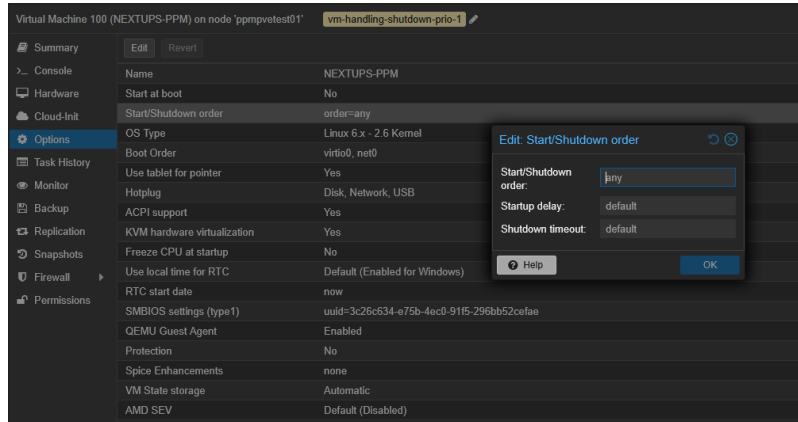 Virtual Machine 100 (NEXTUPS-PPM) on node 'ppmpvetest01' vm-handling-shutdown-prio-1
Summary
Console
Hardware
Cloud-Init
Options
Task History
Monitor
Backup
Replication
Snapshots
Firewall
Permissions
Edit Revert
Name NEXTUPS-PPM
Start at boot No
Start/Shutdown order order=any
OS Type Linux 6.x - 2.6 Kernel
Boot Order virtio0, net0
Use tablet for pointer Yes
Hotplug Disk, Network, USB
ACPI support Yes
KVM hardware virtualization Yes
Freeze CPU at startup No
Use local time for RTC Default (Enabled for Windows)
RTC start date now
SMBIOS settings (type1) uuid=3c26c634-e75b-4ec0-91f5-296bb52cefae
QEMU Guest Agent Enabled
Protection No
Spice Enhancements none
VM State storage Automatic
AMD SEV Default (Disabled)
Edit: Start/Shutdown order
Start/Shutdown
order: any
Startup delay: default
Shutdown timeout: default
Help OK